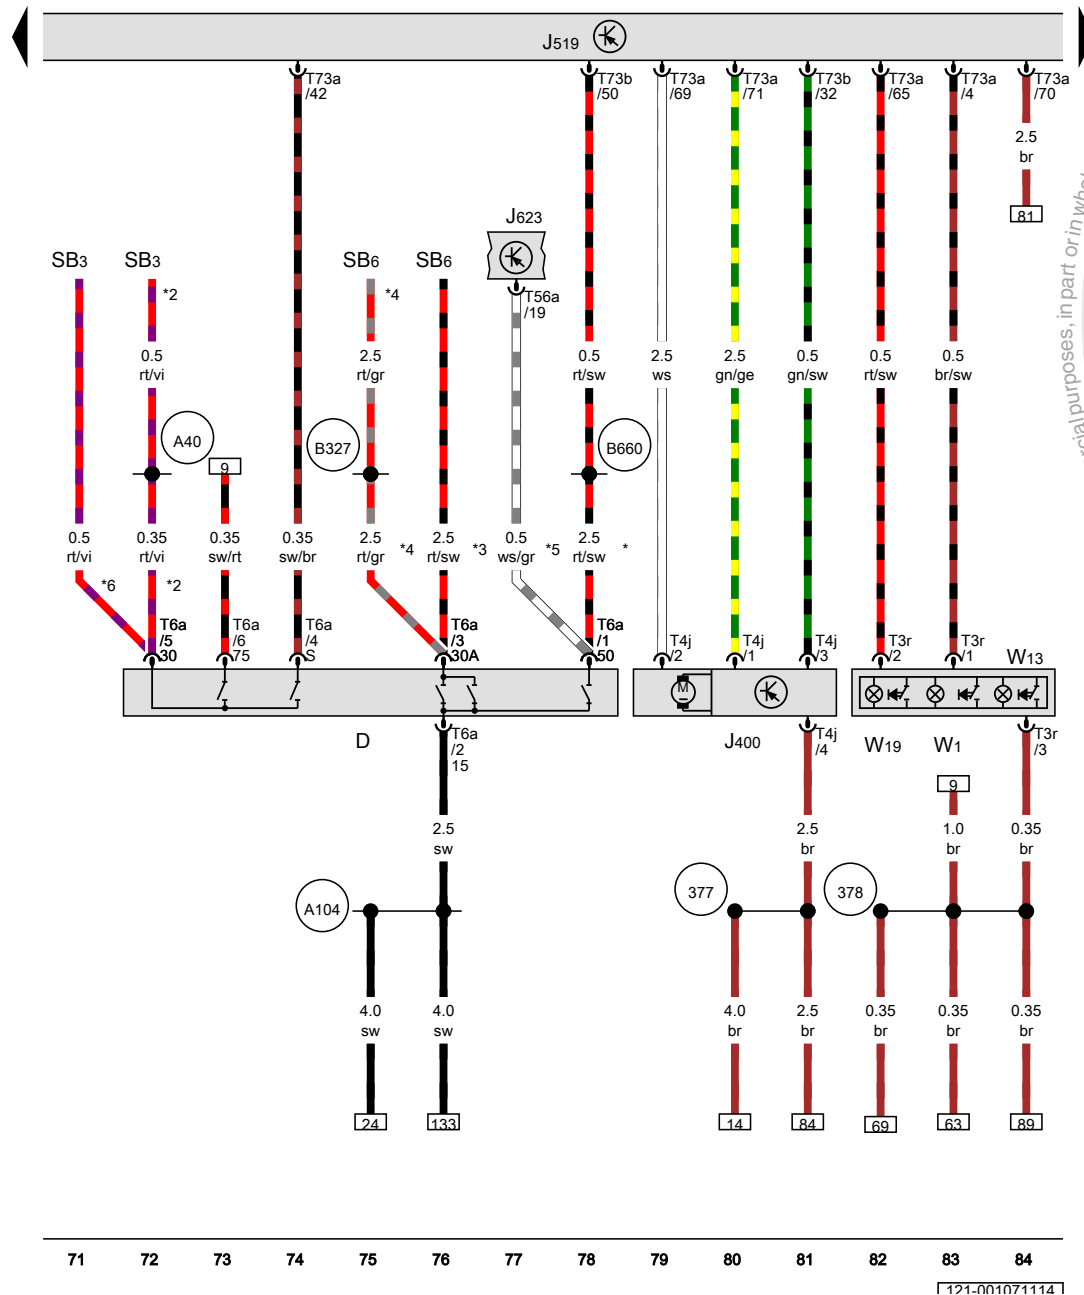 J519
T73a /42
T73b /50
T73a /69
T73a /71
T73b /32
T73a /65
T73a /4
T73a /70
2.5 br
81
J623
SB3
SB3
SB6
SB6
*2
*4
T56a /19
0.5 rt/vi
2.5 rt/gr
0.5 rt/sw
2.5 ws
2.5 gn/ge
0.5 gn/sw
0.5 rt/sw
0.5 br/sw
A40
B327
B660
9
0.5 rt/vi
0.35 rt/vi
0.35 sw/rt
0.35 sw/br
2.5 rt/gr
*4
2.5 rt/sw
*3
0.5 ws/gr
*5
2.5 rt/sw
*
*6
*2
T6a /5 30
T6a /6 75
T6a /4 S
T6a /3 30A
T6a /1 50
T4j /2
T4j /1
T4j /3
T3r /2
T3r /1
W13
M
D
T6a /2 15
J400
T4j /4
W19
W1
T3r /3
9
2.5 sw
2.5 br
1.0 br
0.35 br
A104
377
378
4.0 sw
4.0 sw
4.0 br
2.5 br
0.35 br
0.35 br
0.35 br
24
133
14
84
69
63
89
71 72 73 74 75 76 77 78 79 80 81 82 83 84
121-001071114
purposes, in part or in